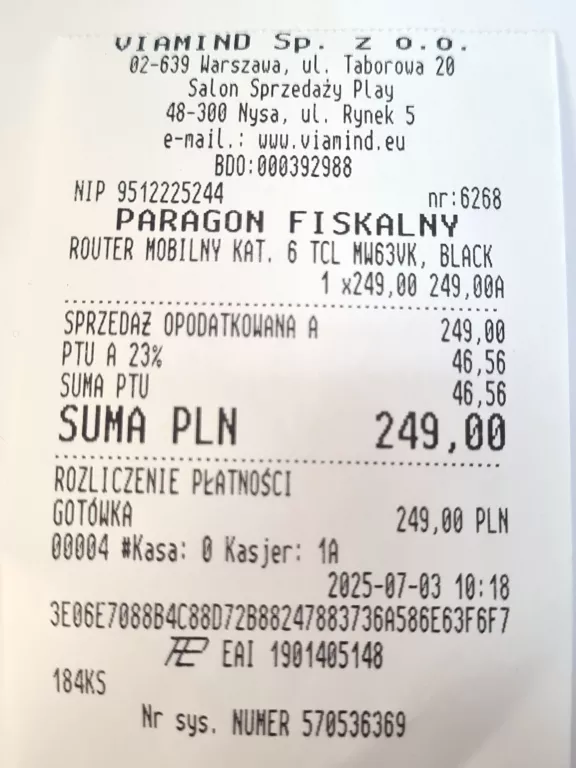 VIAMIND Sp. z o.o.
02-639 Warszawa, ul. Taborowa 20
Salon Sprzedaży Play
48-300 Nysa, ul. Rynek 5
e-mail.: www.viamind.eu
BDO:000392988
NIP 9512225244 nr:6268
PARAGON FISKALNY
ROUTER MOBILNY KAT. 6 TCL MW63VK, BLACK
1 x249,00 249,00A
SPRZEDAŻ OPODATKOWANA A 249,00
PTU A 23% 46,56
SUMA PTU 46,56
SUMA PLN 249,00
ROZLICZENIE PŁATNOŚCI
GOTÓWKA 249,00 PLN
00004 #Kasa: 0 Kasjer: 1A
2025-07-03 10:18
3E06E7088B4C88D72B88247883736A586E63F6F7
EAI 1901405148
184KS
Nr sys. NUMER 570536369